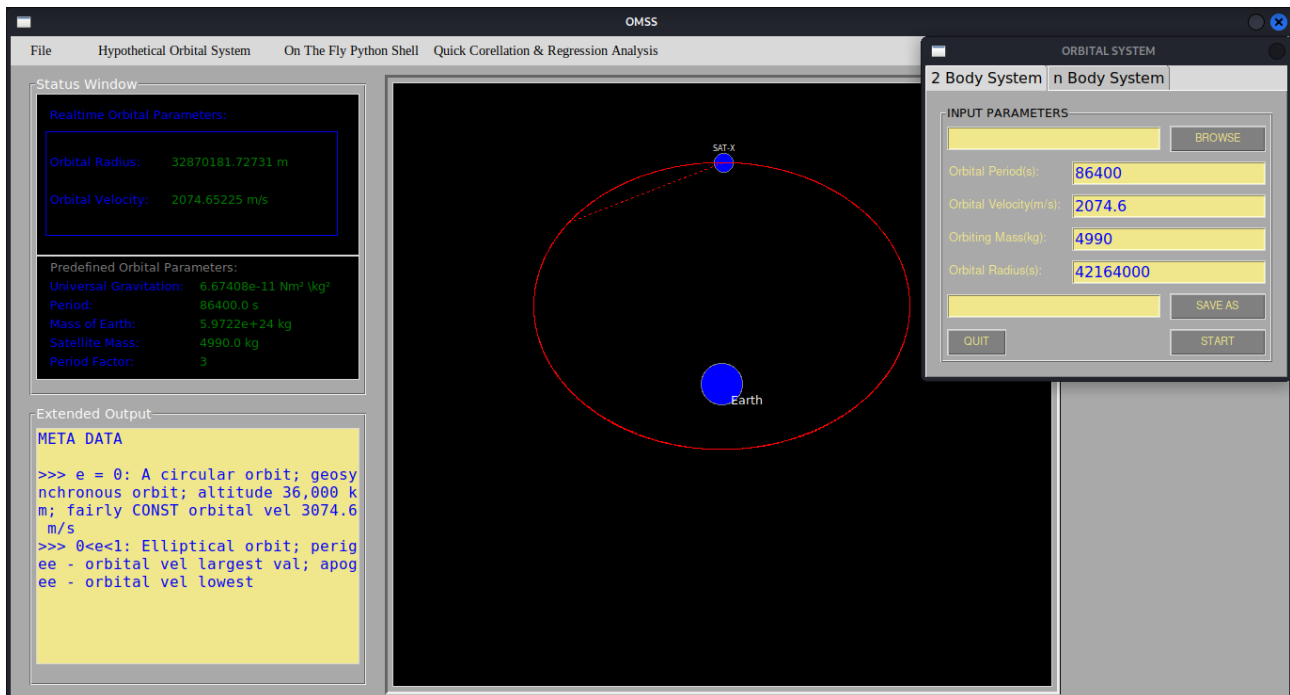 OMSS
File Hypothetical Orbital System On The Fly Python Shell Quick Corellation & Regression Analysis
Status Window
Realtime Orbital Parameters:
Orbital Radius: 32870181.72731 m
Orbital Velocity: 2074.65225 m/s
Predefined Orbital Parameters:
Universal Gravitation: 6.67408e-11 Nm² \kg²
Period: 86400.0 s
Mass of Earth: 5.9722e+24 kg
Satellite Mass: 4990.0 kg
Period Factor: 3
Extended Output
META DATA
>>> e = 0: A circular orbit; geosy
nchronous orbit; altitude 36,000 k
m; fairly CONST orbital vel 3074.6
m/s
>>> 0<e<1: Elliptical orbit; perig
ee - orbital vel largest val; apog
ee - orbital vel lowest
SAT-X
Earth
ORBITAL SYSTEM
2 Body System n Body System
INPUT PARAMETERS
BROWSE
Orbital Period(s): 86400
Orbital Velocity(m/s): 2074.6
Orbiting Mass(kg): 4990
Orbital Radius(s): 42164000
SAVE AS
QUIT START